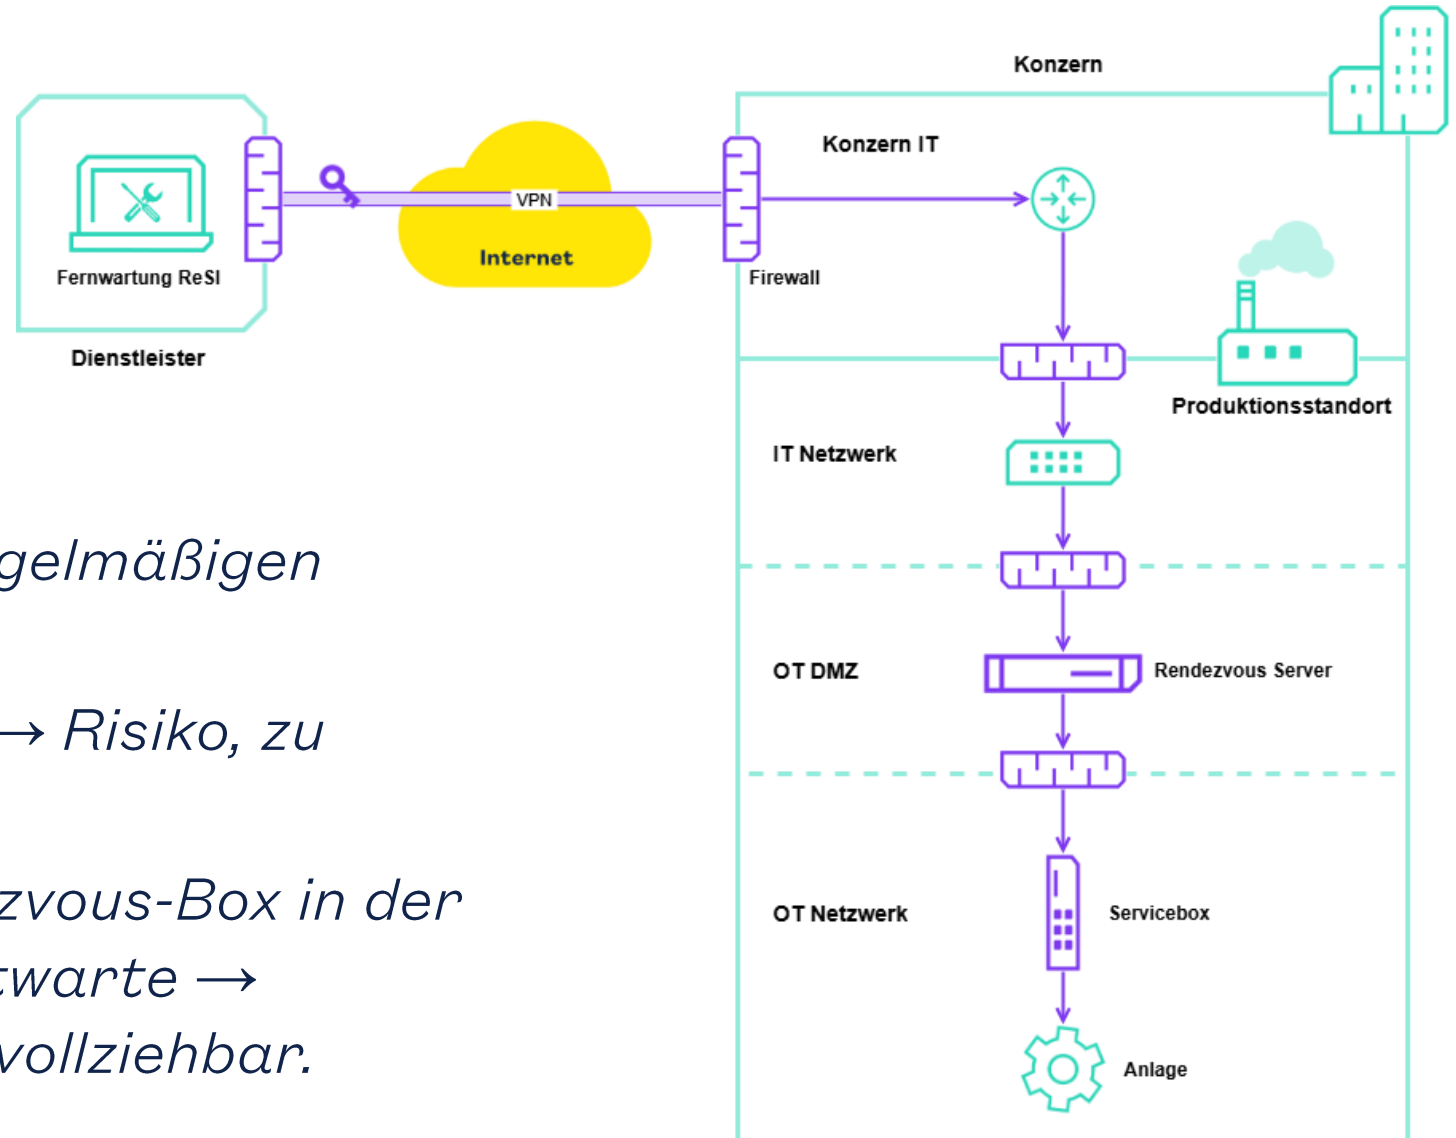 Konzern
Konzern IT
VPN
Internet
Fernwartung ReSI
Firewall
Dienstleister
Produktionsstandort
IT Netzwerk
gelmäßigen
OT DMZ
Rendezvous Server
→ Risiko, zu
zvous-Box in der
OT Netzwerk
Servicebox
twarte →
vollziehbar.
Anlage